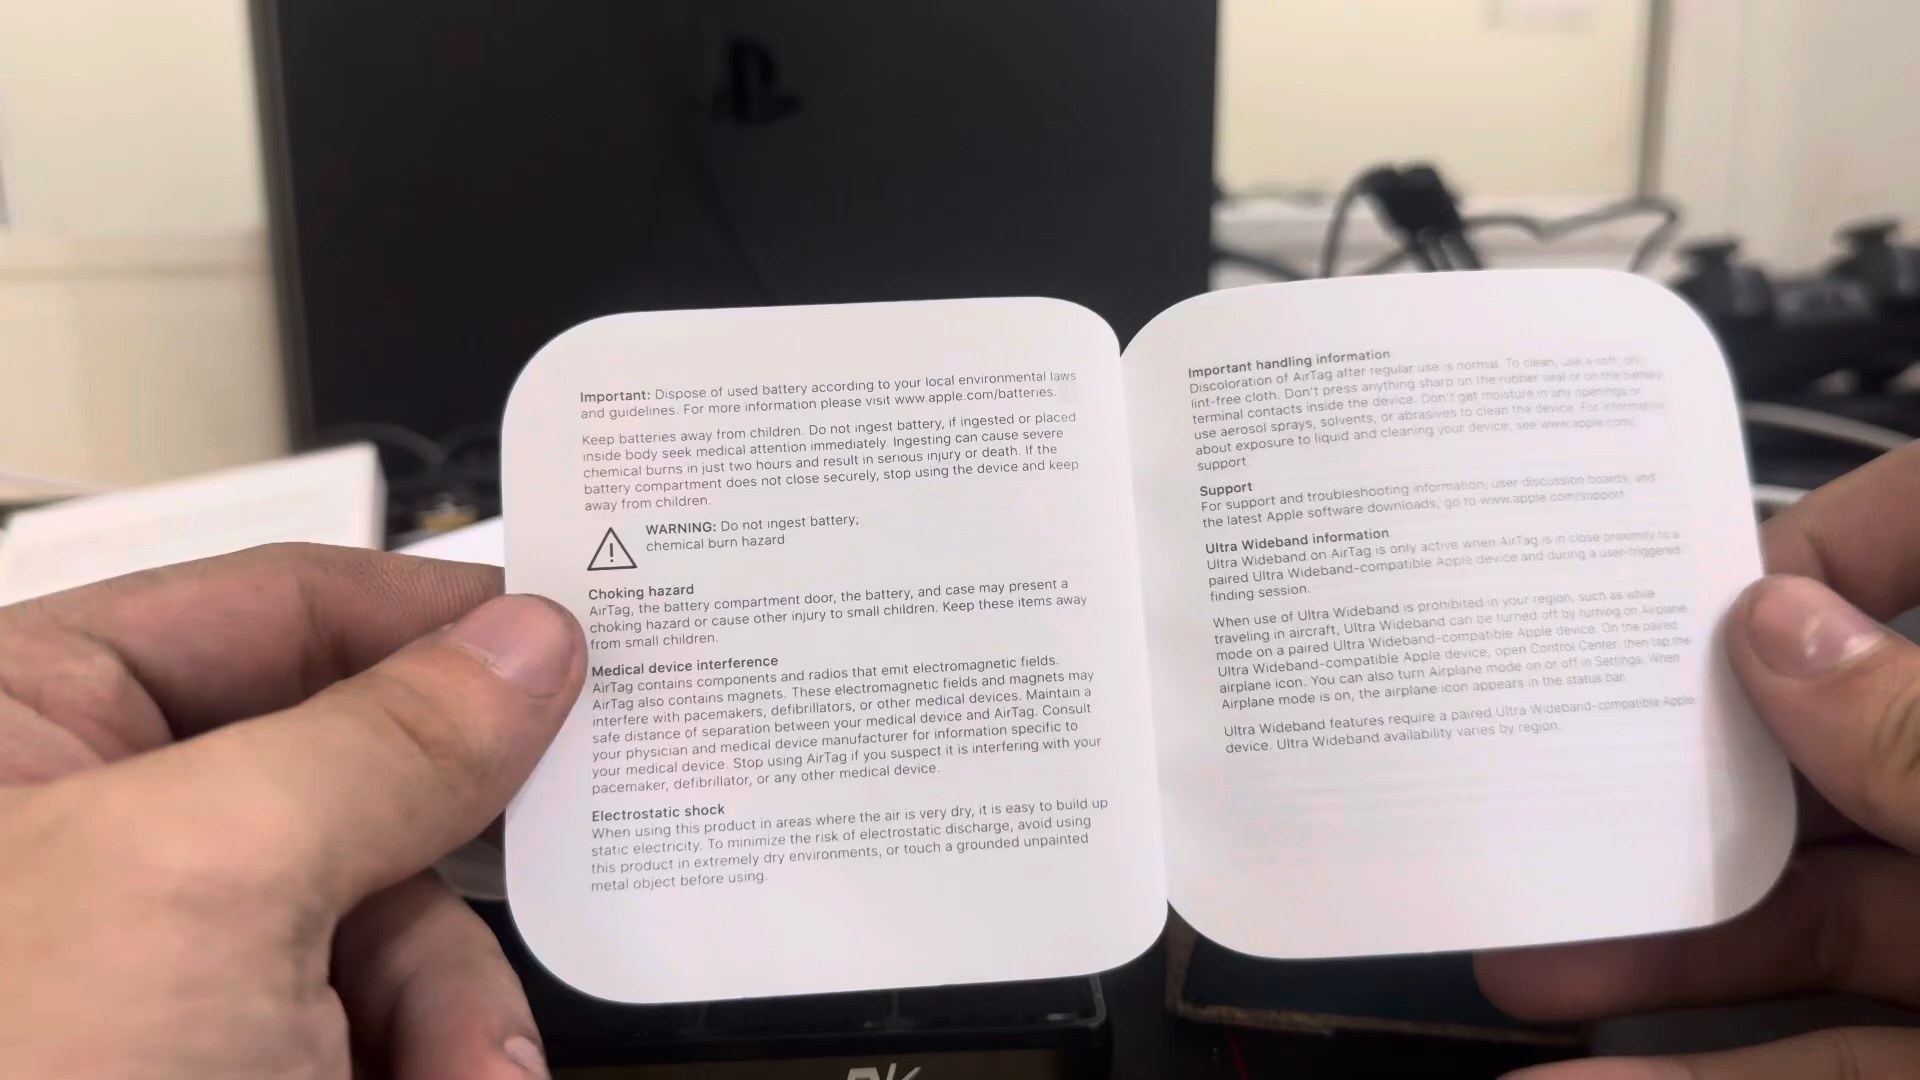 Important: Dispose of used battery according to your local environmental laws
and guidelines. For more information please visit www.apple.com/batteries.
Keep batteries away from children. Do not ingest battery, if ingested or placed
inside body seek medical attention immediately. Ingesting can cause severe
chemical burns in just two hours and result in serious injury or death. If the
battery compartment does not close securely, stop using the device and keep
away from children.
WARNING: Do not ingest battery;
chemical burn hazard
Choking hazard
AirTag, the battery compartment door, the battery, and case may present a
choking hazard or cause other injury to small children. Keep these items away
from small children.
Medical device interference
AirTag contains components and radios that emit electromagnetic fields.
AirTag also contains magnets. These electromagnetic fields and magnets may
interfere with pacemakers, defibrillators, or other medical devices. Maintain a
safe distance of separation between your medical device and AirTag. Consult
your physician and medical device manufacturer for information specific to
your medical device. Stop using AirTag if you suspect it is interfering with your
pacemaker, defibrillator, or any other medical device.
Electrostatic shock
When using this product in areas where the air is very dry, it is easy to build up
static electricity. To minimize the risk of electrostatic discharge, avoid using
this product in extremely dry environments, or touch a grounded unpainted
metal object before using.
Important handling information
Discoloration of AirTag after regular use is normal. To clean, use a soft, dry,
lint-free cloth. Don't press anything sharp on the rubber seal or on the battery
terminal contacts inside the device. Don't get moisture in any openings or
use aerosol sprays, solvents, or abrasives to clean the device. For information
about exposure to liquid and cleaning your device, see www.apple.com/
support.
Support
For support and troubleshooting information, user discussion boards, and
the latest Apple software downloads, go to www.apple.com/support.
Ultra Wideband information
Ultra Wideband on AirTag is only active when AirTag is in close proximity to a
paired Ultra Wideband-compatible Apple device and during a user-triggered
finding session.
When use of Ultra Wideband is prohibited in your region, such as while
traveling in aircraft, Ultra Wideband can be turned off by turning on Airplane
mode on a paired Ultra Wideband-compatible Apple device. On the paired
Ultra Wideband-compatible Apple device, open Control Center, then tap the
airplane icon. You can also turn Airplane mode on or off in Settings. When
Airplane mode is on, the airplane icon appears in the status bar.
Ultra Wideband features require a paired Ultra Wideband-compatible Apple
device. Ultra Wideband availability varies by region.